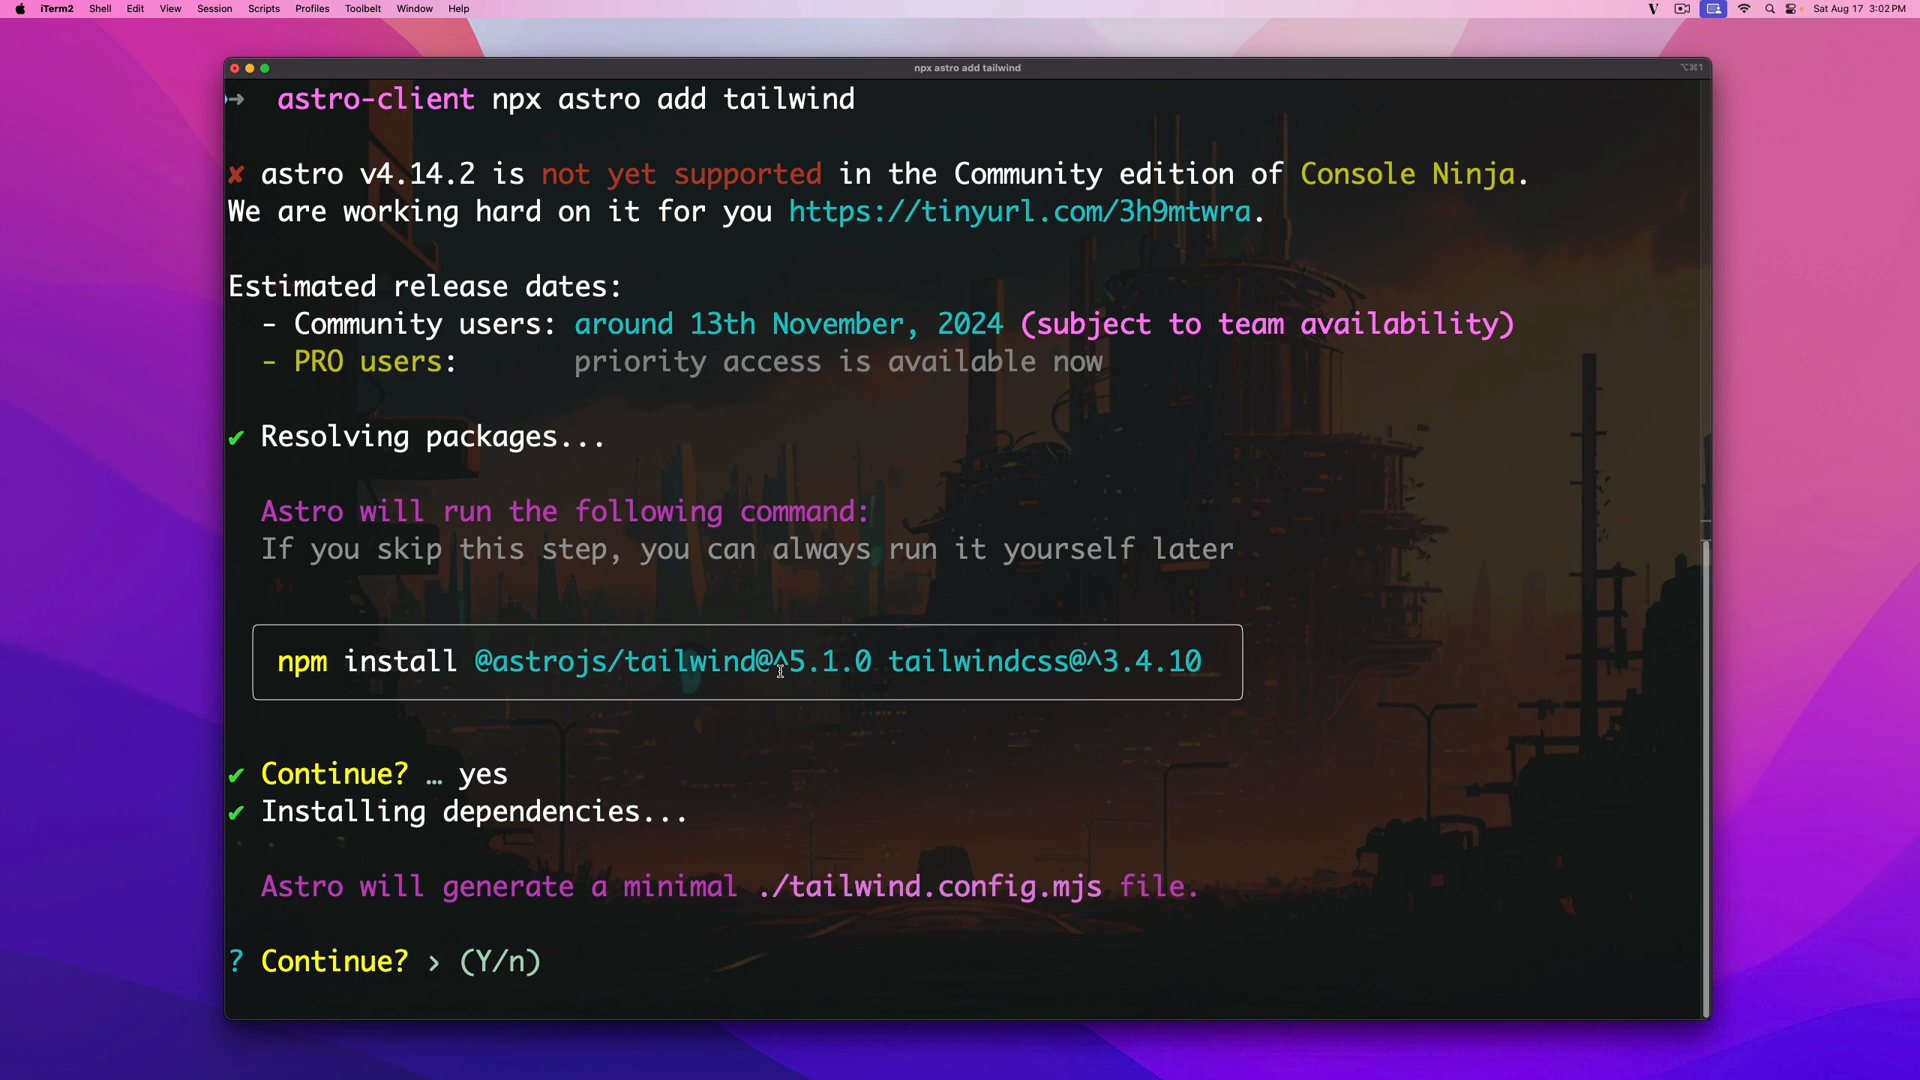 iTerm2 Shell Edit View Session Scripts Profiles Toolbelt Window Help Sat Aug 17 3:02 PM
npx astro add tailwind ⌥⌘1
➜ astro-client npx astro add tailwind
✘ astro v4.14.2 is not yet supported in the Community edition of Console Ninja.
We are working hard on it for you https://tinyurl.com/3h9mtwra.
Estimated release dates:
- Community users: around 13th November, 2024 (subject to team availability)
- PRO users: priority access is available now
✔ Resolving packages...
Astro will run the following command:
If you skip this step, you can always run it yourself later
npm install @astrojs/tailwind@^5.1.0 tailwindcss@^3.4.10
✔ Continue? … yes
✔ Installing dependencies...
Astro will generate a minimal ./tailwind.config.mjs file.
? Continue? › (Y/n)